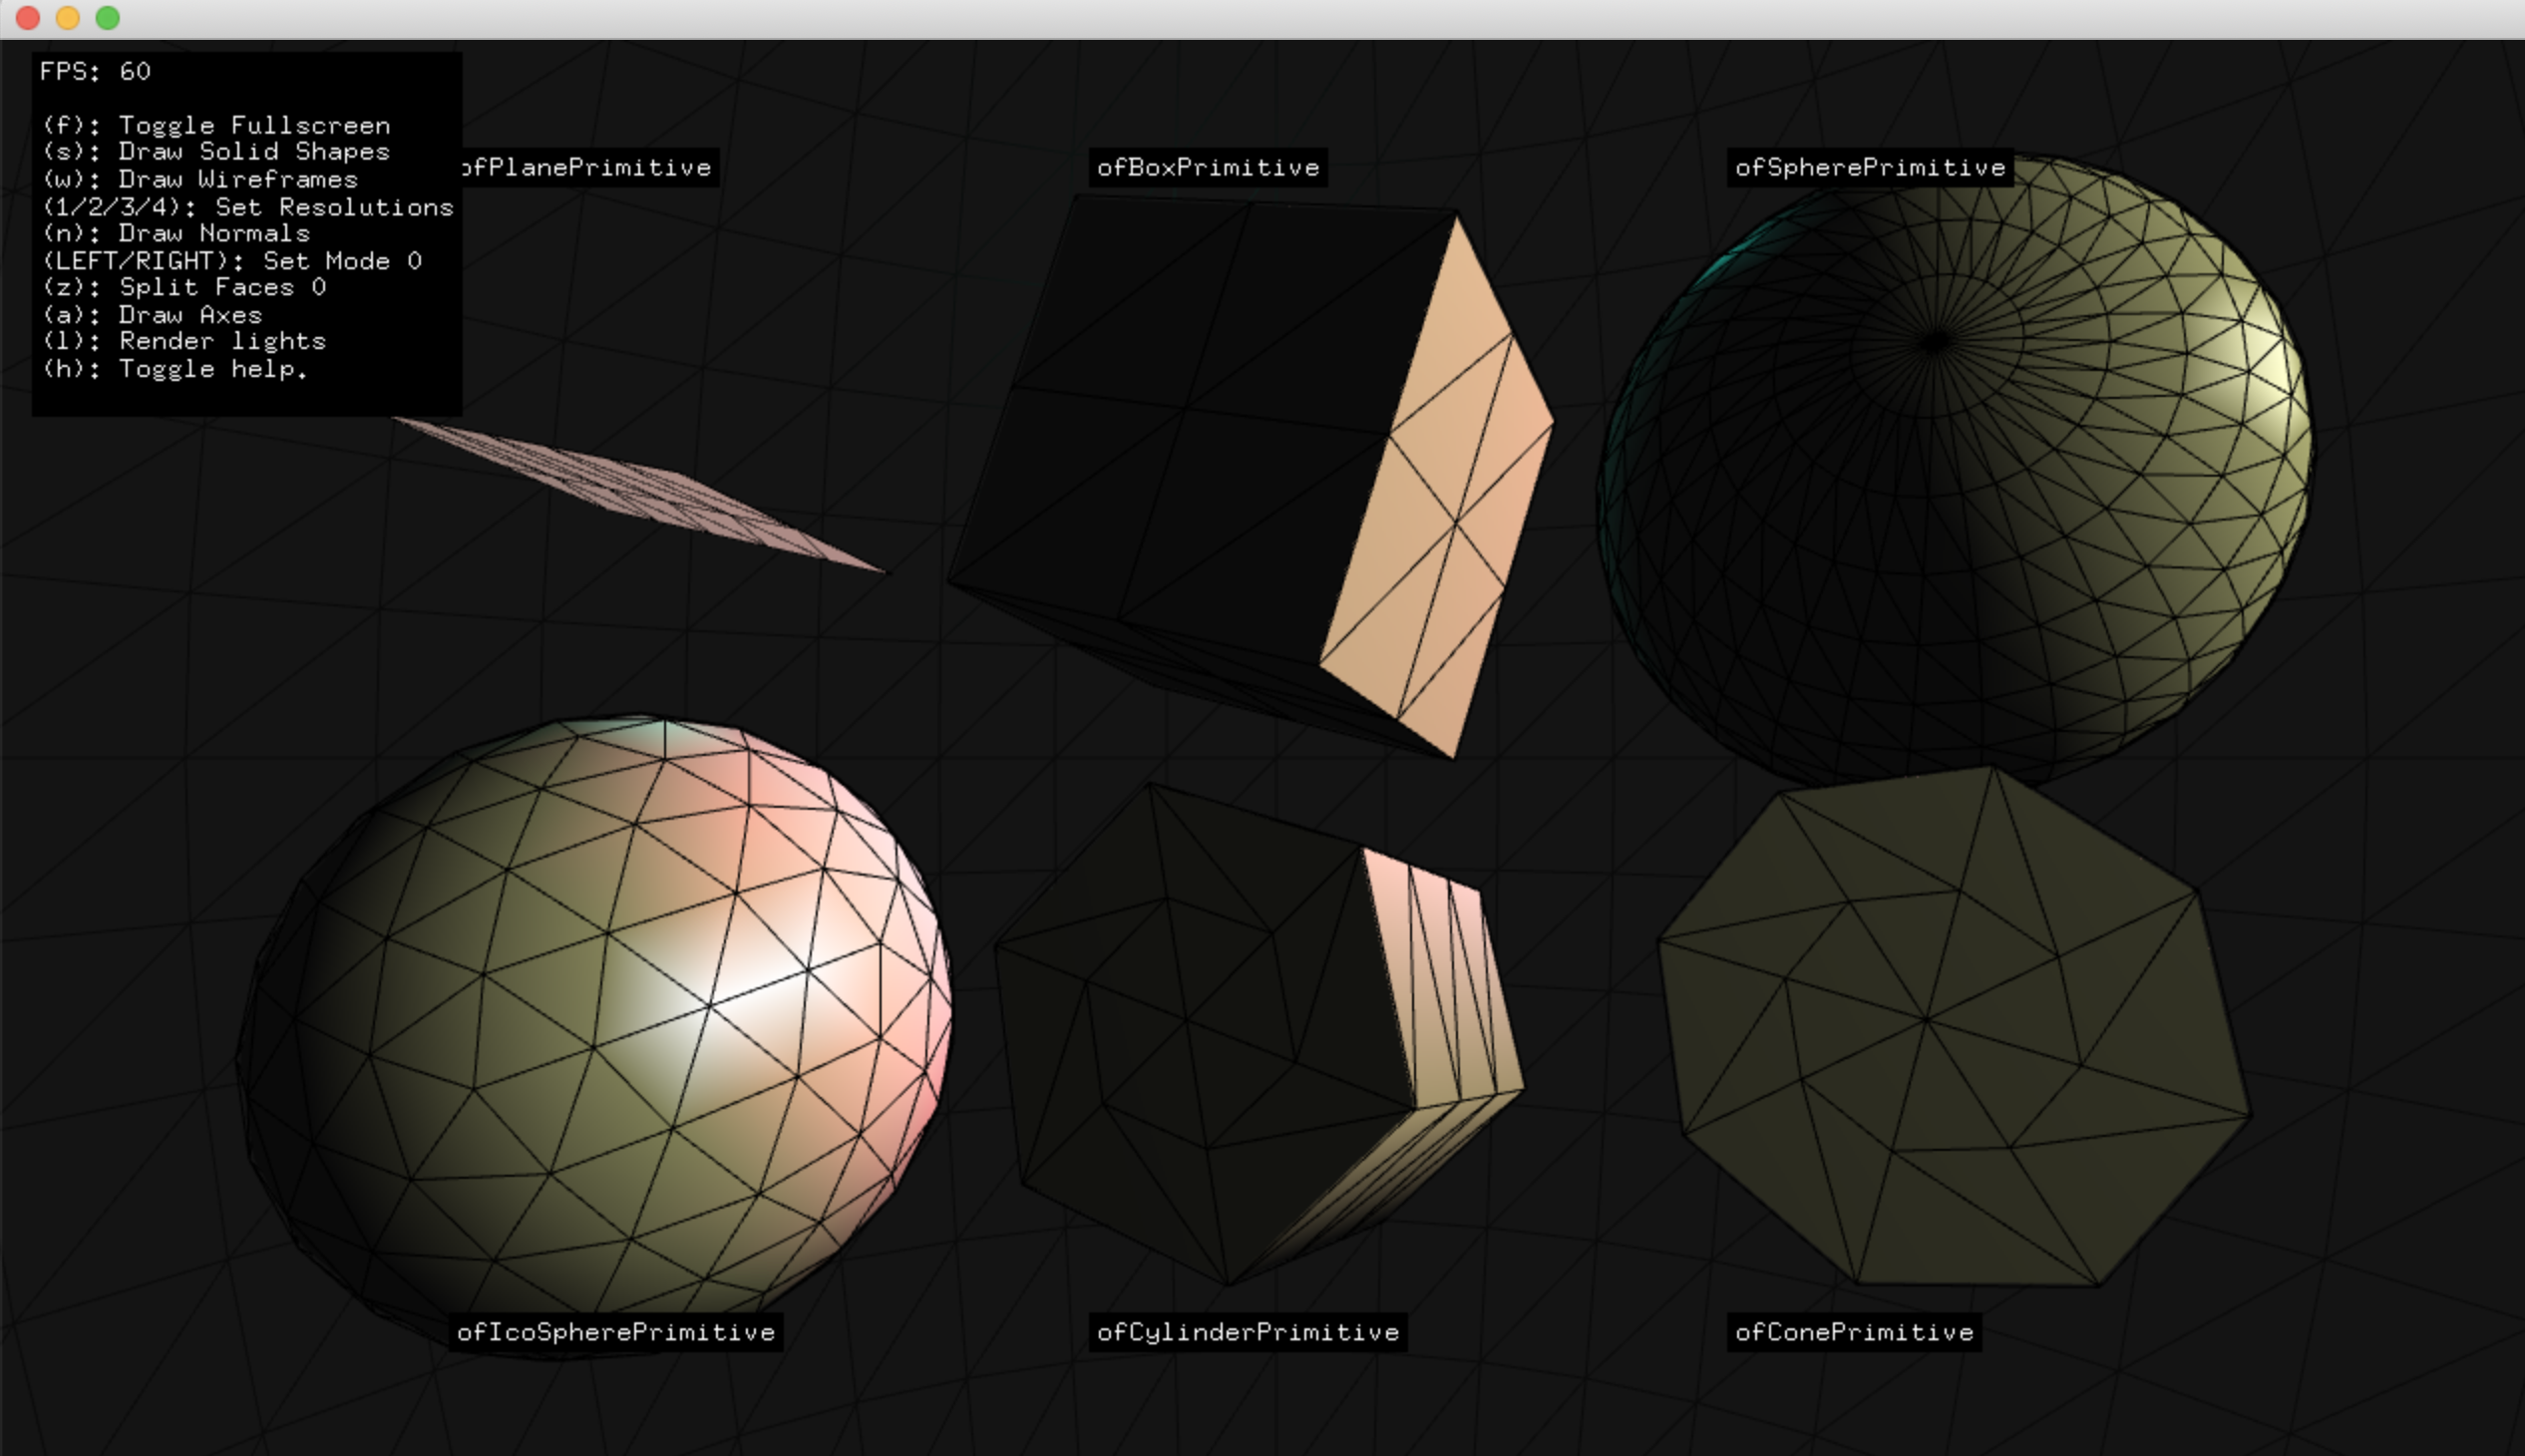 FPS: 60
(f): Toggle Fullscreen
(s): Draw Solid Shapes
(w): Draw Wireframes
(1/2/3/4): Set Resolutions
(n): Draw Normals
(LEFT/RIGHT): Set Mode 0
(z): Split Faces 0
(a): Draw Axes
(l): Render lights
(h): Toggle help.
ofPlanePrimitive
ofBoxPrimitive
ofSpherePrimitive
ofIcoSpherePrimitive
ofCylinderPrimitive
ofConePrimitive